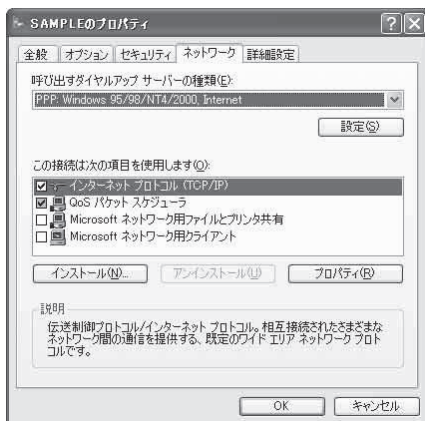 SAMPLEのプロパティ
全般 オプション セキュリティ ネットワーク 詳細設定
呼び出すダイヤルアップ サーバーの種類(E):
PPP: Windows 95/98/NT4/2000, Internet
設定(S)
この接続は次の項目を使用します(O):
インターネット プロトコル (TCP/IP)
QoS パケット スケジューラ
Microsoft ネットワーク用ファイルとプリンタ共有
Microsoft ネットワーク用クライアント
インストール(N)... アンインストール(U) プロパティ(R)
説明
伝送制御プロトコル/インターネット プロトコル。相互接続されたさまざまな
ネットワーク間の通信を提供する、既定のワイド エリア ネットワーク プロト
コルです。
OK キャンセル